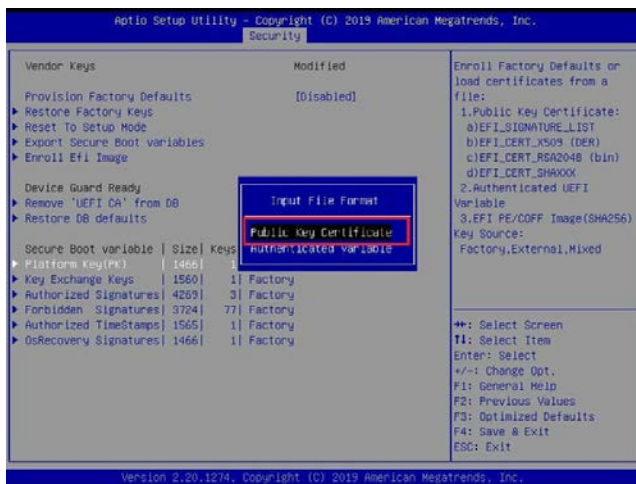 Aptio Setup Utility – Copyright (C) 2019 American Megatrends, Inc.
Security
Vendor Keys Modified
Provision Factory Defaults [Disabled]
Restore Factory Keys
Reset To Setup Mode
Export Secure Boot variables
Enroll Efi Image
Device Guard Ready
Remove 'UEFI CA' from DB
Restore DB defaults
Secure Boot variable | Size| Keys
Platform Key(PK) | 1466| 1
Key Exchange Keys | 1560| 1| Factory
Authorized Signatures| 4269| 3| Factory
Forbidden Signatures| 3724| 77| Factory
Authorized TimeStamps| 1565| 1| Factory
OsRecovery Signatures| 1466| 1| Factory
Input File Format
Public Key Certificate
Authenticated Variable
Enroll Factory Defaults or
load certificates from a
file:
1.Public Key Certificate:
a)EFI_SIGNATURE_LIST
b)EFI_CERT_X509 (DER)
c)EFI_CERT_RSA2048 (bin)
d)EFI_CERT_SHAXXX
2.Authenticated UEFI
Variable
3.EFI PE/COFF Image(SHA256)
Key Source:
Factory,External,Mixed
↔: Select Screen
↑↓: Select Item
Enter: Select
+/-: Change Opt.
F1: General Help
F2: Previous Values
F3: Optimized Defaults
F4: Save & Exit
ESC: Exit
Version 2.20.1274. Copyright (C) 2019 American Megatrends, Inc.